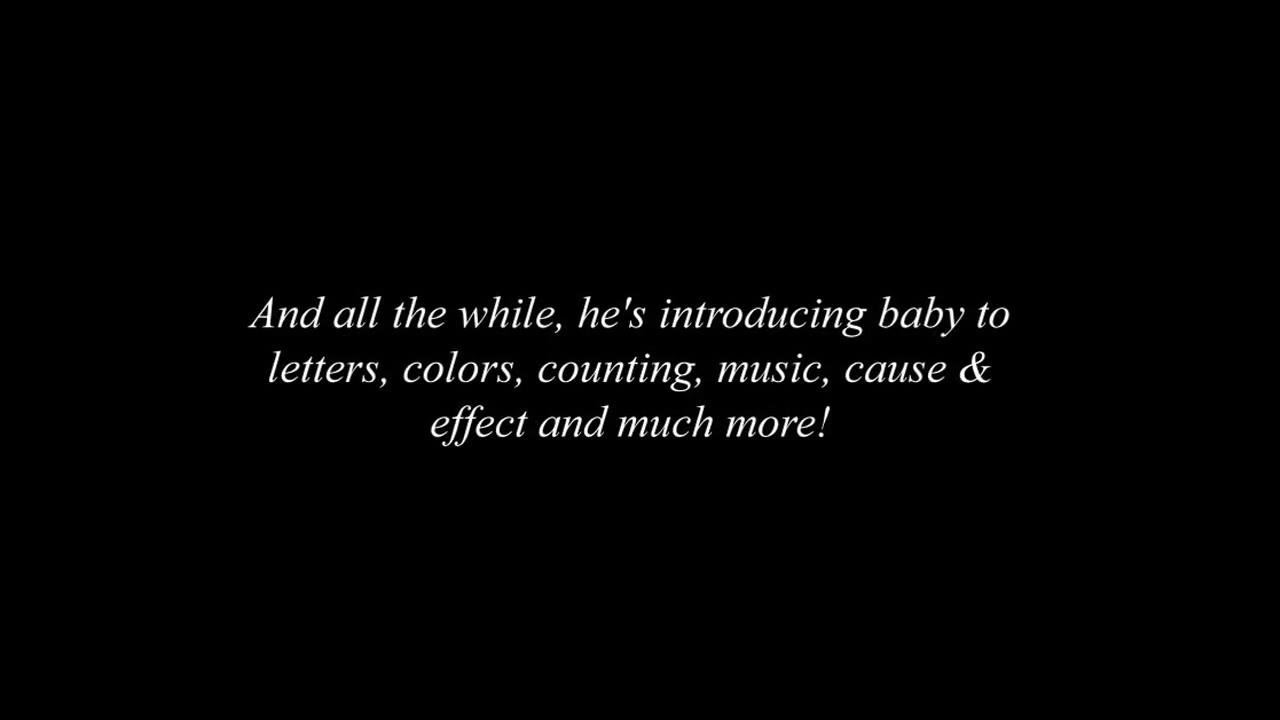 And all the while, he's introducing baby to
letters, colors, counting, music, cause &
effect and much more!